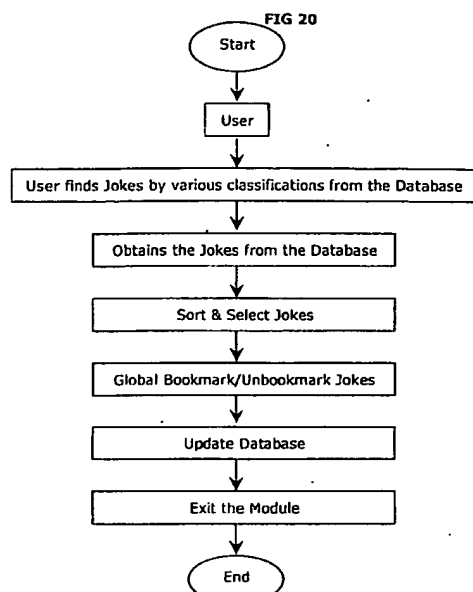 FIG 20
Start
User
User finds Jokes by various classifications from the Database
Obtains the Jokes from the Database
Sort & Select Jokes
Global Bookmark/Unbookmark Jokes
Update Database
Exit the Module
End